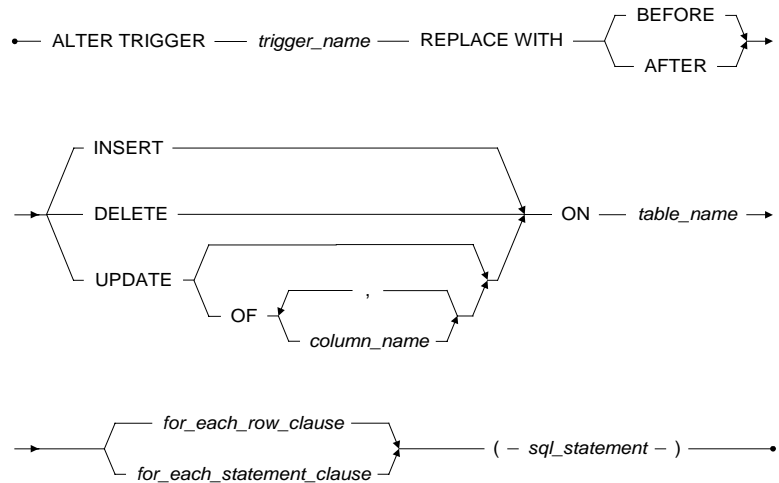 BEFORE
ALTER TRIGGER trigger_name REPLACE WITH
AFTER
INSERT
DELETE ON table_name
UPDATE
,
OF
column_name
for_each_row_clause
( sql_statement )
for_each_statement_clause